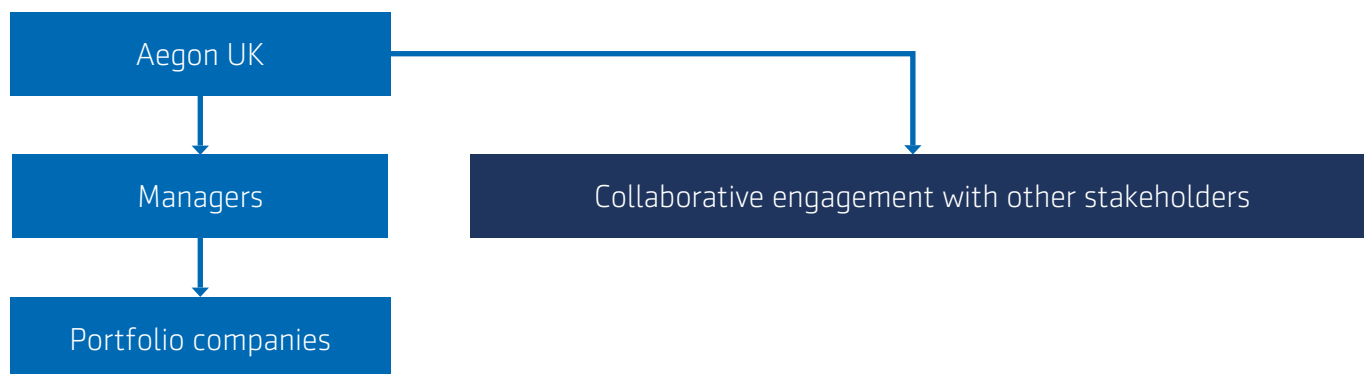 Aegon UK
Managers
Collaborative engagement with other stakeholders
Portfolio companies